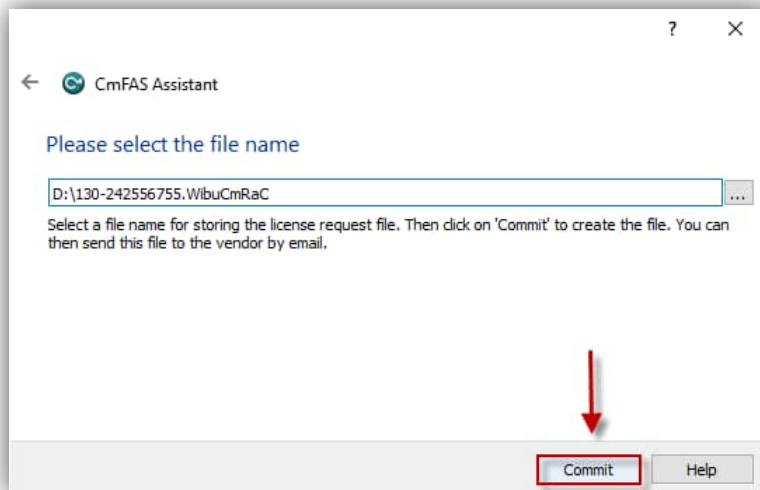 CmFAS Assistant
Please select the file name
D:\130-242556755.WibuCmRaC
...
Select a file name for storing the license request file. Then click on 'Commit' to create the file. You can
then send this file to the vendor by email.
Commit
Help